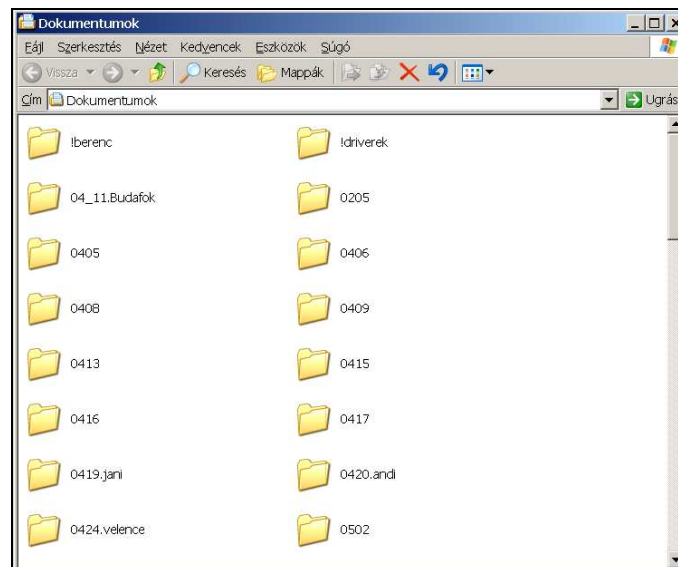 Dokumentumok
Fájl Szerkesztés Nézet Kedvencek Eszközök Súgó
Vissza Keresés Mappák
Cím Dokumentumok Ugrás
!berenc !driverek
04_11.Budafok 0205
0405 0406
0408 0409
0413 0415
0416 0417
0419.jani 0420.andi
0424.velence 0502